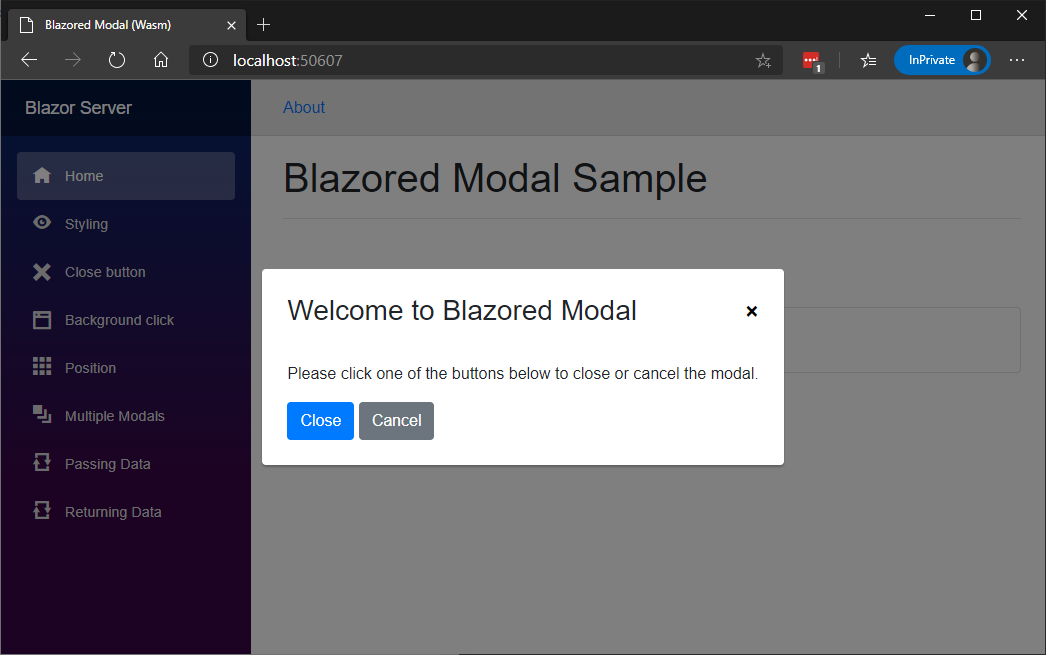 Blazored Modal (Wasm)
localhost:50607
1
InPrivate
Blazor Server
About
Home
Styling
Close button
Background click
Position
Multiple Modals
Passing Data
Returning Data
Blazored Modal Sample
Welcome to Blazored Modal
Please click one of the buttons below to close or cancel the modal.
Close Cancel